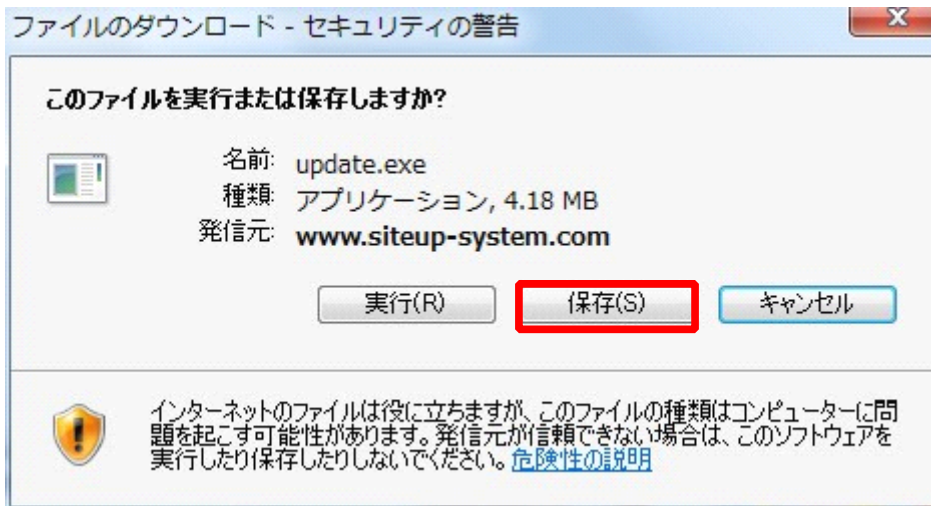 ファイルのダウンロード - セキュリティの警告
このファイルを実行または保存しますか?
名前: update.exe
種類: アプリケーション, 4.18 MB
発信元: www.siteup-system.com
実行(R) 保存(S) キャンセル
インターネットのファイルは役に立ちますが、このファイルの種類はコンピューターに問
題を起こす可能性があります。発信元が信頼できない場合は、このソフトウェアを
実行したり保存したりしないでください。危険性の説明